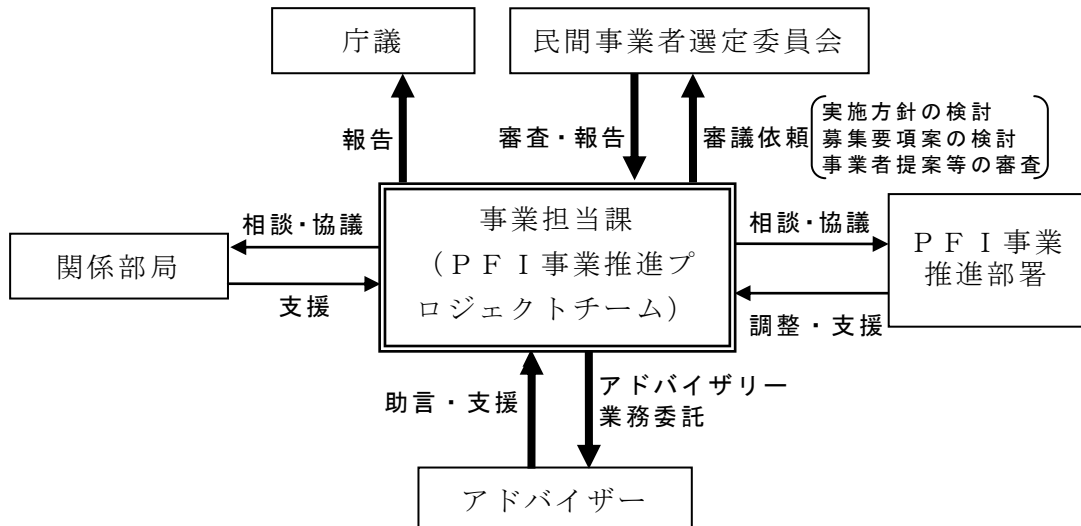 庁議
民間事業者選定委員会
報告
審査・報告
審議依頼
実施方針の検討
募集要項案の検討
事業者提案等の審査
事業担当課
(PFI事業推進プ
ロジェクトチーム)
相談・協議
関係部局
支援
相談・協議
PFI事業
推進部署
調整・支援
助言・支援
アドバイザリー
業務委託
アドバイザー